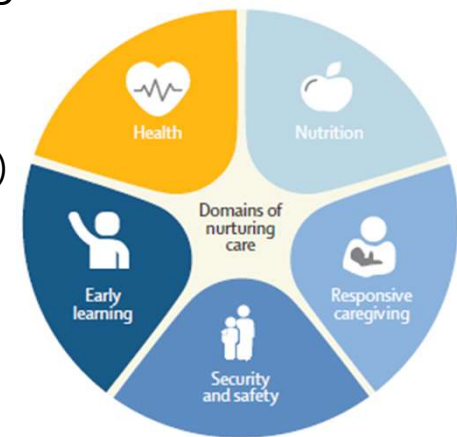 )
Health
Nutrition
Domains of
nurturing
care
Early
learning
Responsive
caregiving
Security
and safety